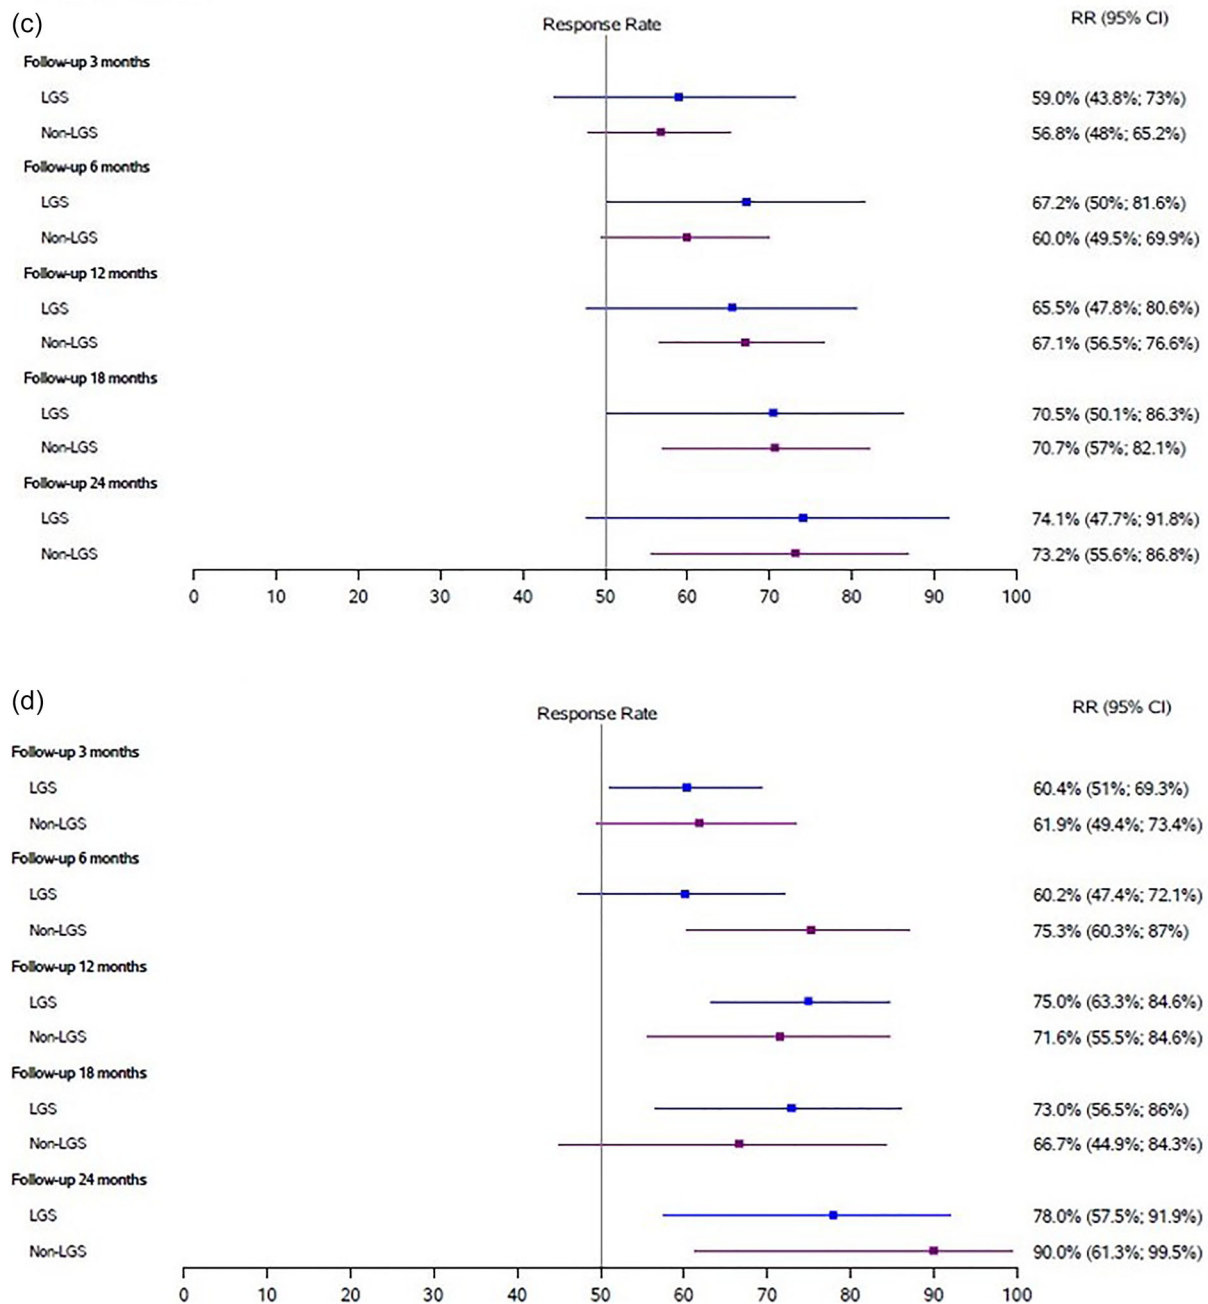 (c)
Response Rate RR (95% CI)
Follow-up 3 months
LGS 59.0% (43.8%; 73%)
Non-LGS 56.8% (48%; 65.2%)
Follow-up 6 months
LGS 67.2% (50%; 81.6%)
Non-LGS 60.0% (49.5%; 69.9%)
Follow-up 12 months
LGS 65.5% (47.8%; 80.6%)
Non-LGS 67.1% (56.5%; 76.6%)
Follow-up 18 months
LGS 70.5% (50.1%; 86.3%)
Non-LGS 70.7% (57%; 82.1%)
Follow-up 24 months
LGS 74.1% (47.7%; 91.8%)
Non-LGS 73.2% (55.6%; 86.8%)
0 10 20 30 40 50 60 70 80 90 100
(d)
Response Rate RR (95% CI)
Follow-up 3 months
LGS 60.4% (51%; 69.3%)
Non-LGS 61.9% (49.4%; 73.4%)
Follow-up 6 months
LGS 60.2% (47.4%; 72.1%)
Non-LGS 75.3% (60.3%; 87%)
Follow-up 12 months
LGS 75.0% (63.3%; 84.6%)
Non-LGS 71.6% (55.5%; 84.6%)
Follow-up 18 months
LGS 73.0% (56.5%; 86%)
Non-LGS 66.7% (44.9%; 84.3%)
Follow-up 24 months
LGS 78.0% (57.5%; 91.9%)
Non-LGS 90.0% (61.3%; 99.5%)
0 10 20 30 40 50 60 70 80 90 100